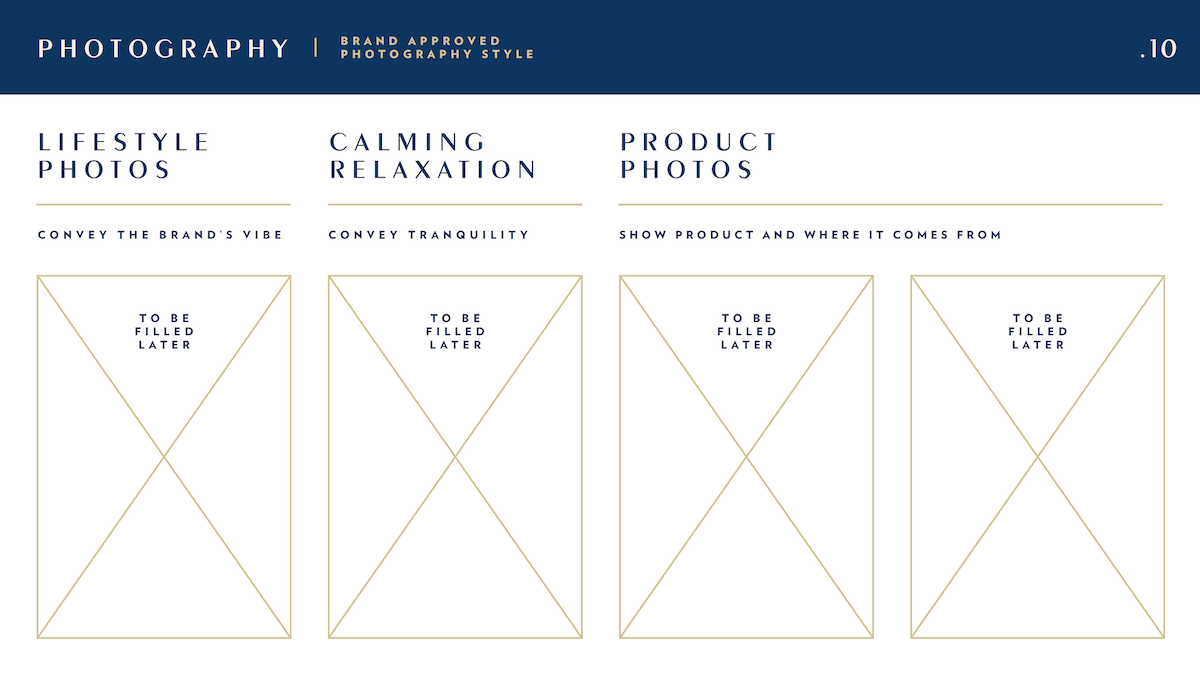 PHOTOGRAPHY
|
BRAND APPROVED
PHOTOGRAPHY STYLE
.10
LIFESTYLE
PHOTOS
CONVEY THE BRAND'S VIBE
TO BE
FILLED
LATER
CALMING
RELAXATION
CONVEY TRANQUILITY
TO BE
FILLED
LATER
PRODUCT
PHOTOS
SHOW PRODUCT AND WHERE IT COMES FROM
TO BE
FILLED
LATER
TO BE
FILLED
LATER